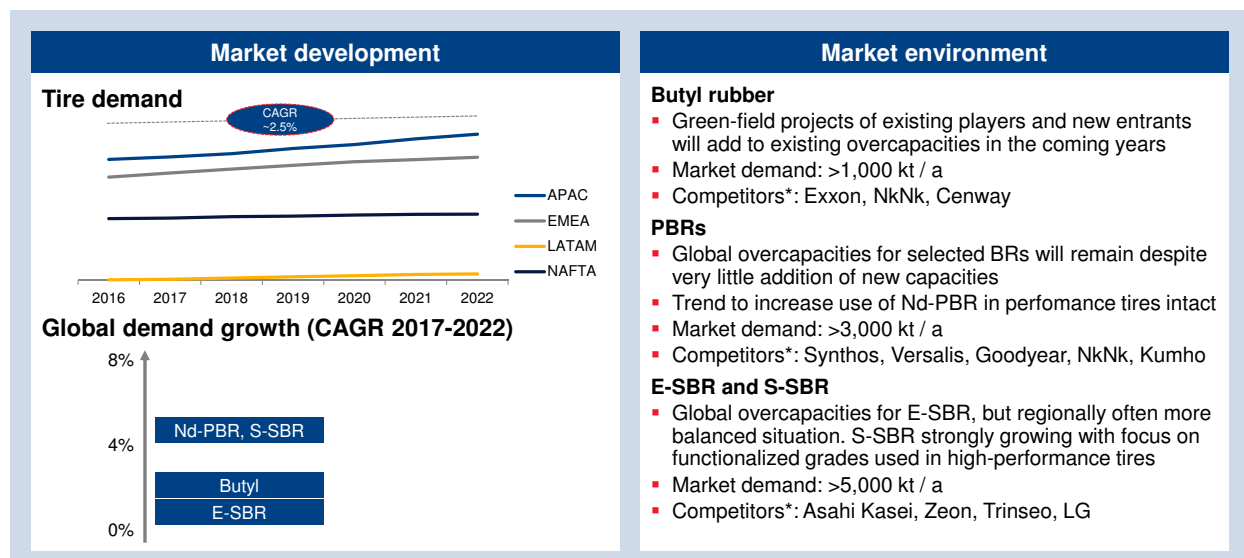 Market development
Tire demand
CAGR
~2.5%
APAC
EMEA
LATAM
NAFTA
2016 2017 2018 2019 2020 2021 2022
Global demand growth (CAGR 2017-2022)
8%
4%
0%
Nd-PBR, S-SBR
Butyl
E-SBR
Market environment
Butyl rubber
▪ Green-field projects of existing players and new entrants
will add to existing overcapacities in the coming years
▪ Market demand: >1,000 kt / a
▪ Competitors*: Exxon, NkNk, Cenway
PBRs
▪ Global overcapacities for selected BRs will remain despite
very little addition of new capacities
▪ Trend to increase use of Nd-PBR in perfomance tires intact
▪ Market demand: >3,000 kt / a
▪ Competitors*: Synthos, Versalis, Goodyear, NkNk, Kumho
E-SBR and S-SBR
▪ Global overcapacities for E-SBR, but regionally often more
balanced situation. S-SBR strongly growing with focus on
functionalized grades used in high-performance tires
▪ Market demand: >5,000 kt / a
▪ Competitors*: Asahi Kasei, Zeon, Trinseo, LG